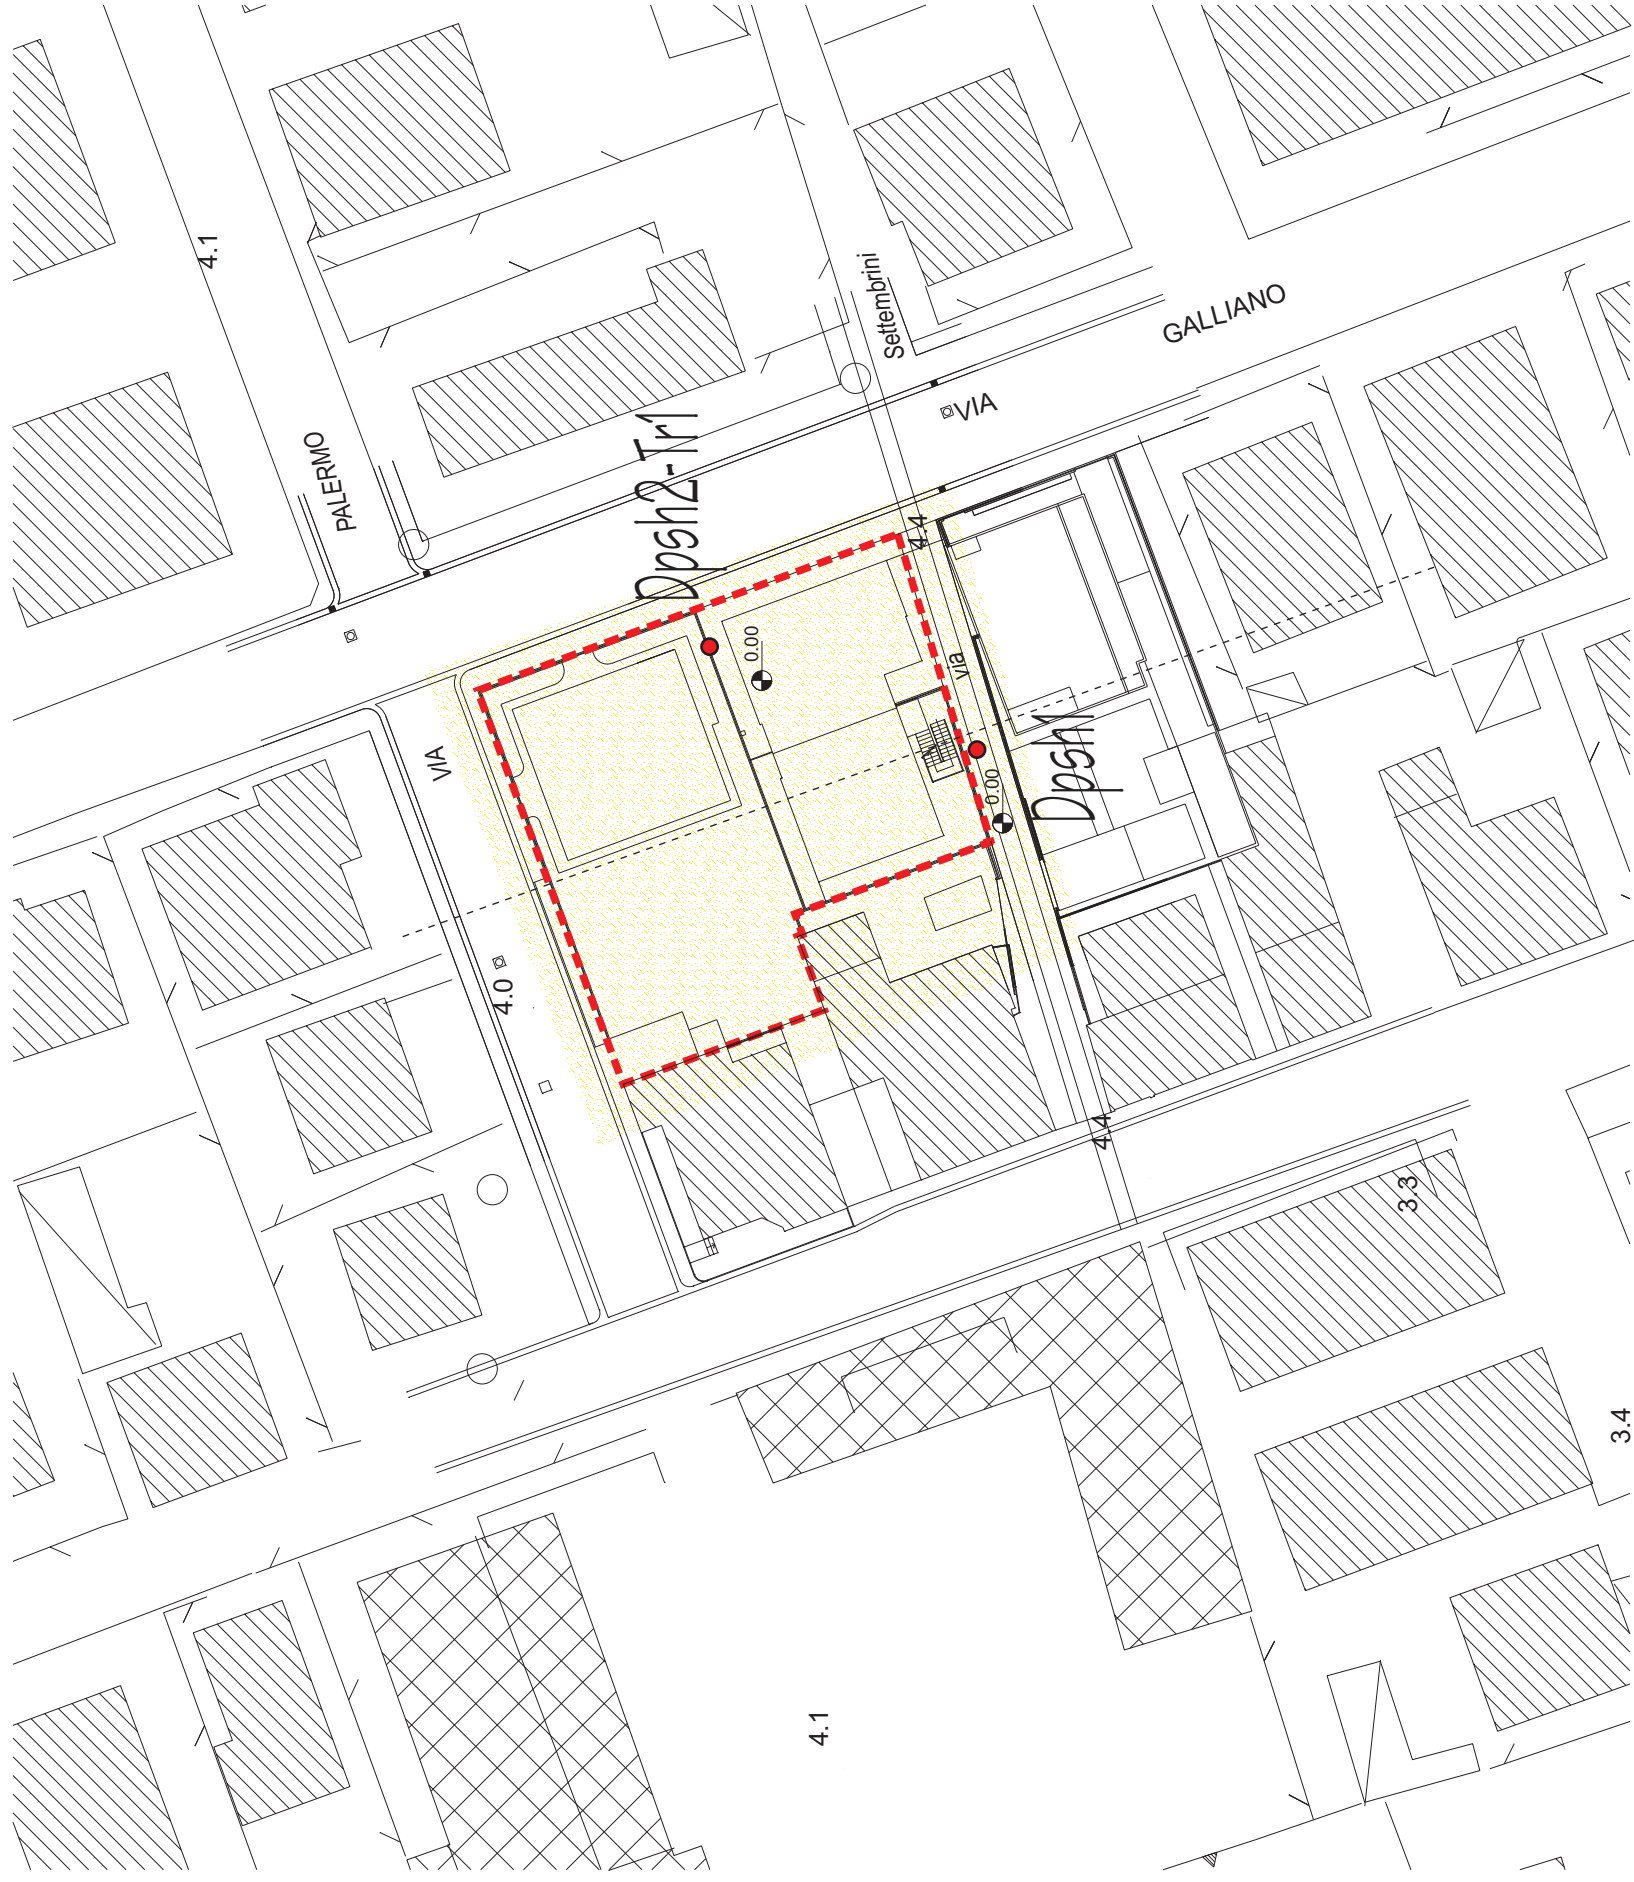 4.1
Settembrini
GALLIANO
PALERMO
VIA
Dpsh2-Tr1
4.4
0.00
via
VIA
Dpsh1
0.00
4.0
4.4
3.3
3.4
4.1